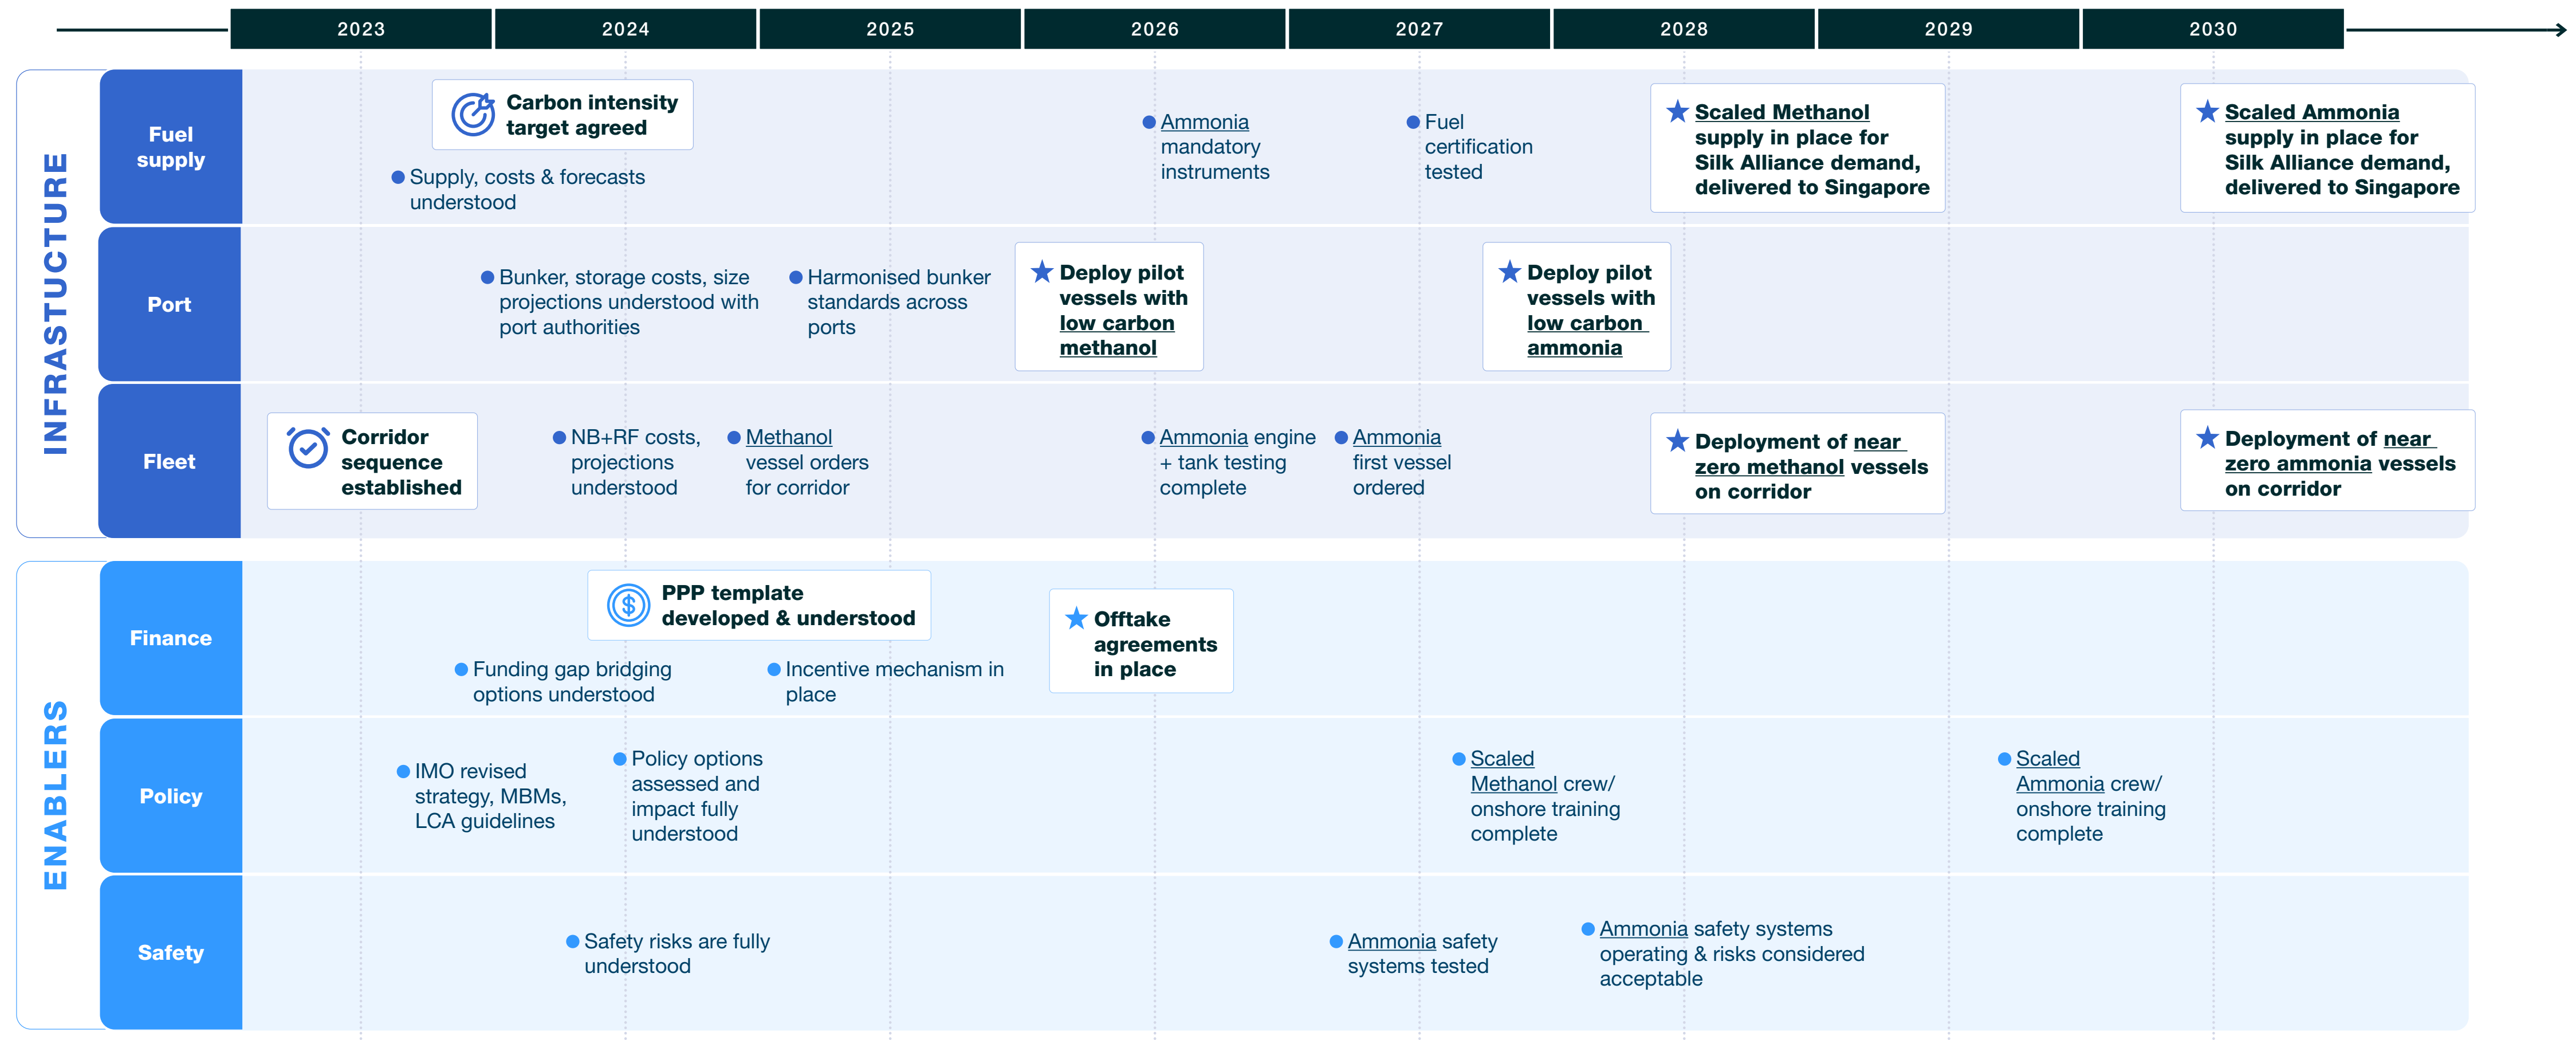 2023
2024
2025
2026
2027
2028
2029
2030
INFRASTUCTURE
Fuel
supply
Carbon intensity
target agreed
Supply, costs & forecasts
understood
Ammonia
mandatory
instruments
Fuel
certification
tested
Scaled Methanol
supply in place for
Silk Alliance demand,
delivered to Singapore
Scaled Ammonia
supply in place for
Silk Alliance demand,
delivered to Singapore
Port
Bunker, storage costs, size
projections understood with
port authorities
Harmonised bunker
standards across
ports
Deploy pilot
vessels with
low carbon
methanol
Deploy pilot
vessels with
low carbon
ammonia
Fleet
Corridor
sequence
established
NB+RF costs,
projections
understood
Methanol
vessel orders
for corridor
Ammonia engine
+ tank testing
complete
Ammonia
first vessel
ordered
Deployment of near
zero methanol vessels
on corridor
Deployment of near
zero ammonia vessels
on corridor
ENABLERS
Finance
PPP template
developed & understood
$
Funding gap bridging
options understood
Incentive mechanism in
place
Offtake
agreements
in place
Policy
IMO revised
strategy, MBMs,
LCA guidelines
Policy options
assessed and
impact fully
understood
Scaled
Methanol crew/
onshore training
complete
Scaled
Ammonia crew/
onshore training
complete
Safety
Safety risks are fully
understood
Ammonia safety
systems tested
Ammonia safety systems
operating & risks considered
acceptable